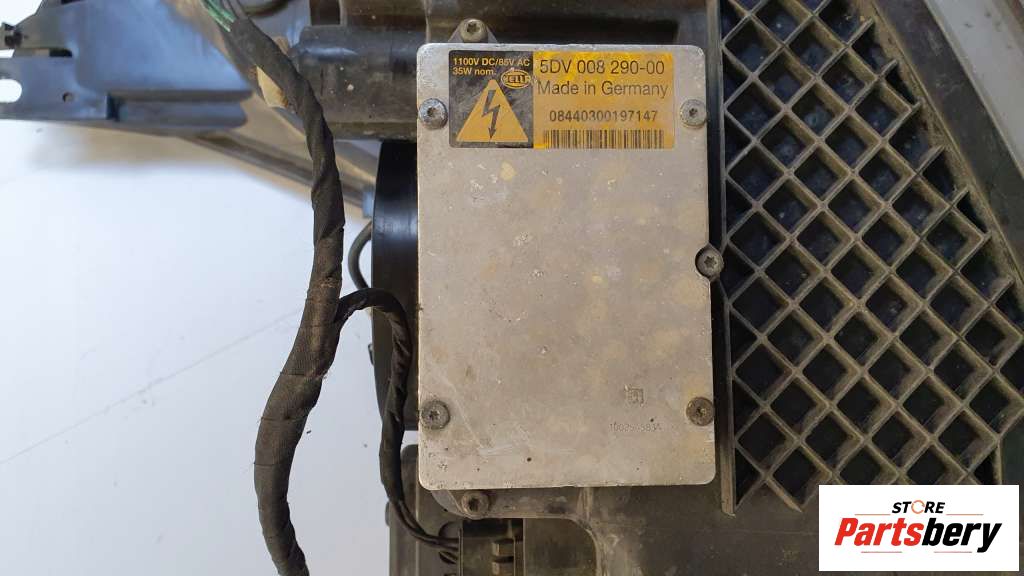 1100V DC/85V AC
35W nom.
HELLA
5DV 008 290-00
Made in Germany
08440300197147
STORE
Partsbery